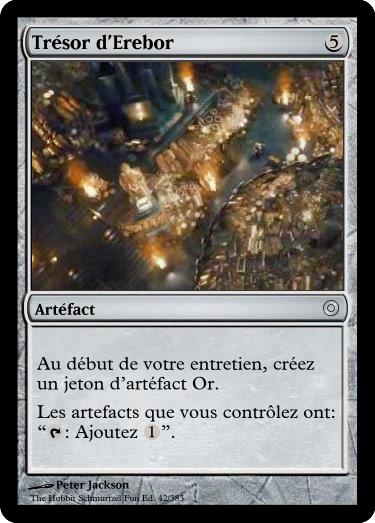 Trésor d'Erebor 5
Artéfact
Au début de votre entretien, créez
un jeton d'artéfact Or.
Les artefacts que vous contrôlez ont:
“ : Ajoutez 1 ”.
Peter Jackson
The Hobbit Schmurtzel Fun Ed. 42/383